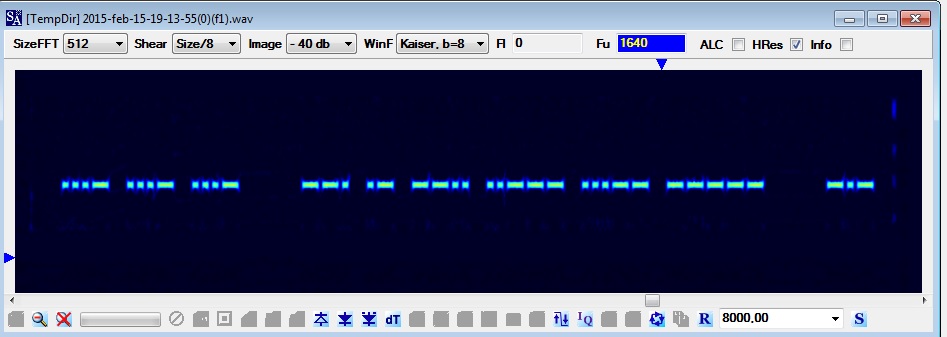 [TempDir] 2015-feb-15-19-13-55(0)(f1).wav
SizeFFT 512 Shear Size/8 Image - 40 db WinF Kaiser, b=8 Fl 0 Fu 1640 ALC HRes Info
dT IQ R 8000,00 S